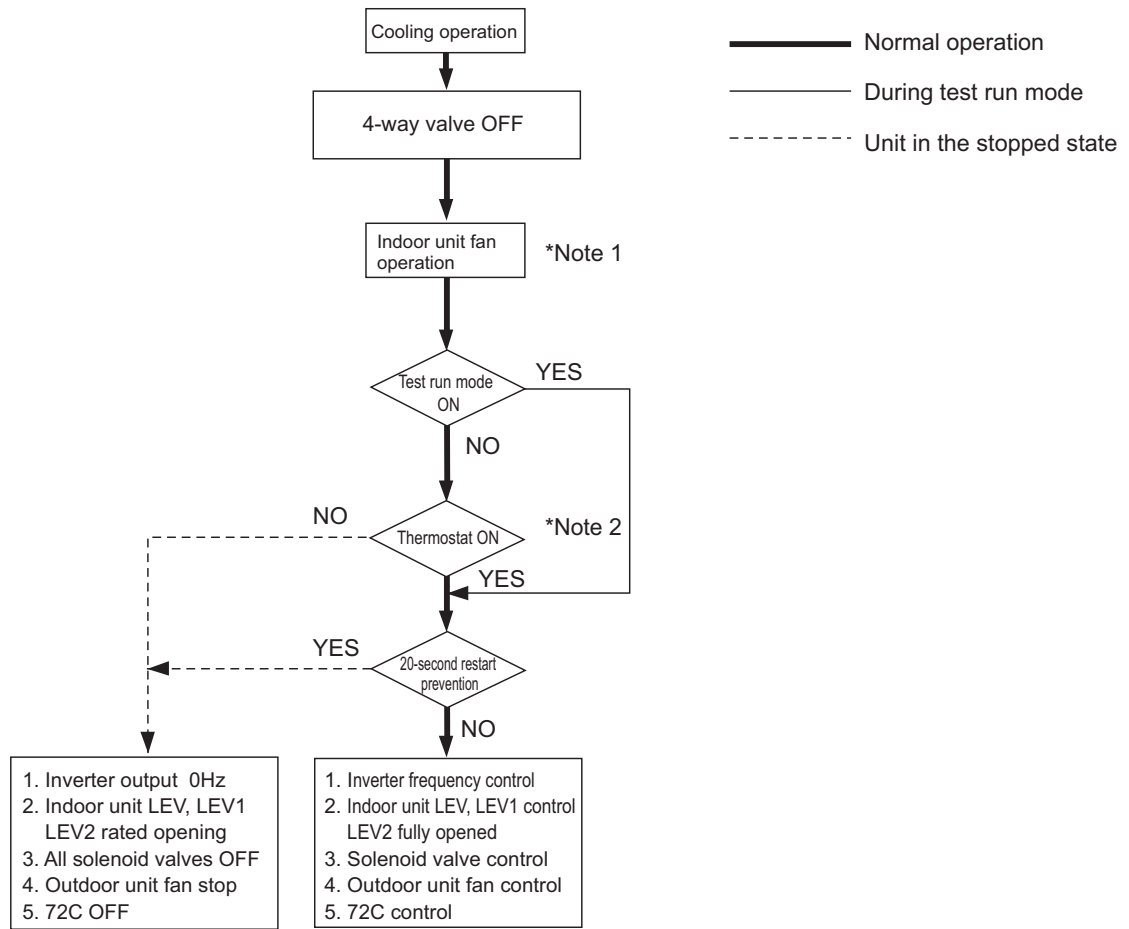 Cooling operation
Normal operation
During test run mode
Unit in the stopped state
4-way valve OFF
Indoor unit fan
operation
*Note 1
Test run mode
ON
YES
NO
NO
Thermostat ON
*Note 2
YES
YES
20-second restart
prevention
NO
1. Inverter output 0Hz
2. Indoor unit LEV, LEV1
LEV2 rated opening
3. All solenoid valves OFF
4. Outdoor unit fan stop
5. 72C OFF
1. Inverter frequency control
2. Indoor unit LEV, LEV1 control
LEV2 fully opened
3. Solenoid valve control
4. Outdoor unit fan control
5. 72C control